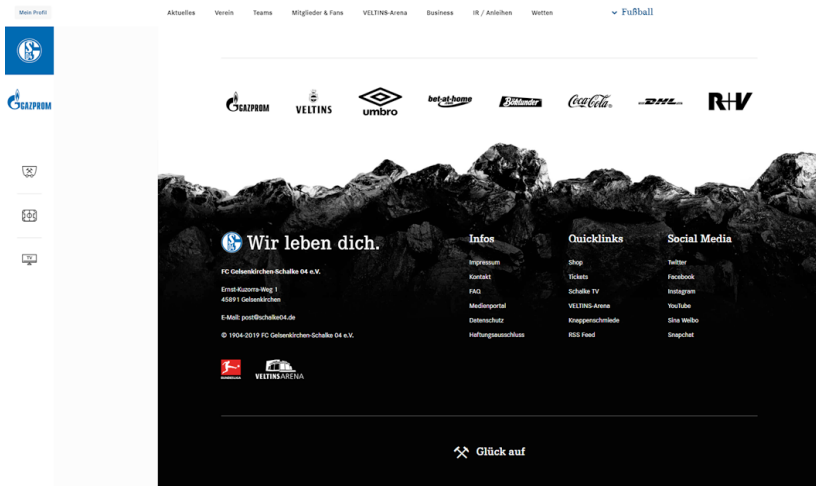 Mein Profil
Aktuelles Verein Teams Mitglieder & Fans VELTINS-Arena Business IR / Anleihen Wetten Fußball
GAZPROM
GAZPROM
VELTINS
umbro
bet-at-home
Böklunder
Coca-Cola
DHL
R+V
Wir leben dich.
FC Gelsenkirchen-Schalke 04 e.V.
Ernst-Kuzorra-Weg 1
45891 Gelsenkirchen
E-Mail: post@schalke04.de
© 1904-2019 FC Gelsenkirchen-Schalke 04 e.V.
BUNDESLIGA
VELTINSARENA
Infos
Impressum
Kontakt
FAQ
Medienportal
Datenschutz
Haftungsausschluss
Quicklinks
Shop
Tickets
Schalke TV
VELTINS-Arena
Knappenschmiede
RSS Feed
Social Media
Twitter
Facebook
Instagram
YouTube
Sina Weibo
Snapchat
TV
Glück auf